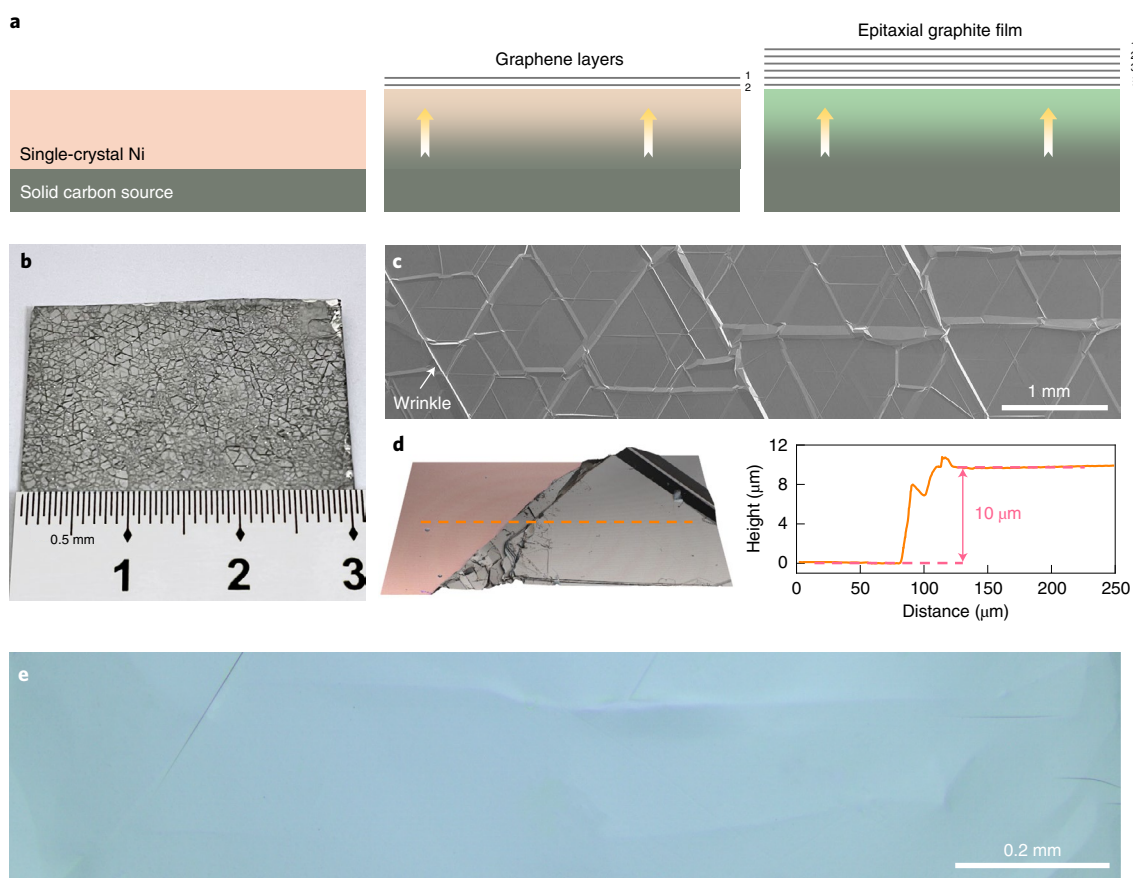 a
Graphene layers
1
2
Single-crystal Ni
Solid carbon source
Epitaxial graphite film
2
3
b
0.5 mm
1 2 3
c
Wrinkle
1 mm
d
Height (μm)
12
8
4
0
10 μm
0 50 100 150 200 250
Distance (μm)
e
0.2 mm